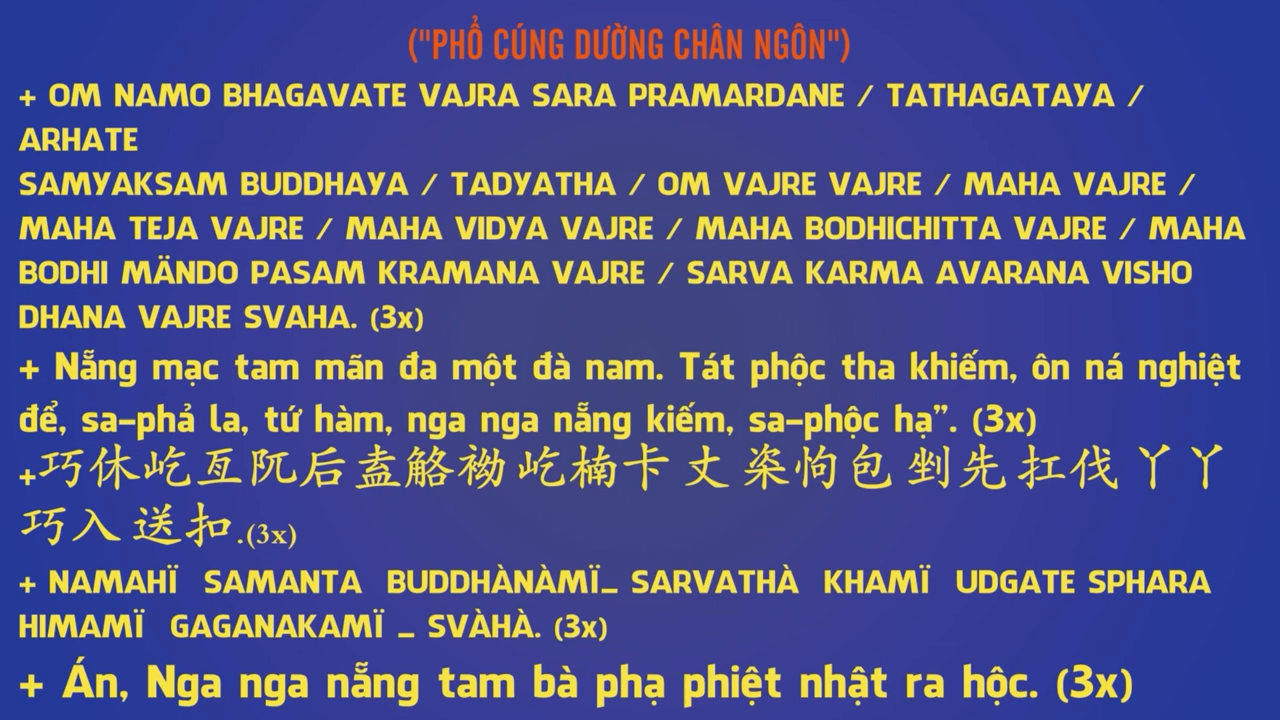 ("PHỔ CÚNG DƯỜNG CHÂN NGÔN")
+ OM NAMO BHAGAVATE VAJRA SARA PRAMARDANE / TATHAGATAYA /
ARHATE
SAMYAKSAM BUDDHAYA / TADYATHA / OM VAJRE VAJRE / MAHA VAJRE /
MAHA TEJA VAJRE / MAHA VIDYA VAJRE / MAHA BODHICHITTA VAJRE / MAHA
BODHI MÄNDO PASAM KRAMANA VAJRE / SARVA KARMA AVARANA VISHO
DHANA VAJRE SVAHA. (3x)
+ Nẵng mạc tam mãn đa một đà nam. Tát phộc tha khiếm, ôn ná nghiệt
để, sa-phả la, tứ hàm, nga nga nẵng kiếm, sa-phộc hạ”. (3x)
+巧休屹亙阬后盍觡袎屹楠卡丈 桼怐包 剉先 扛伐 丫丫
巧入 送扣.(3x)
+ NAMAHÏ SAMANTA BUDDHÀNÀMÏ_ SARVATHÀ KHAMÏ UDGATE SPHARA
HIMAMÏ GAGANAKAMÏ _ SVÀHÀ. (3x)
+ Án, Nga nga nẵng tam bà phạ phiệt nhật ra hộc. (3x)